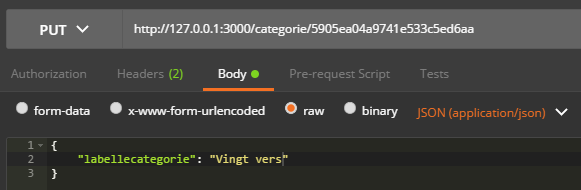 PUT http://127.0.0.1:3000/categorie/5905ea04a9741e533c5ed6aa
Authorization Headers (2) Body Pre-request Script Tests
form-data x-www-form-urlencoded raw binary JSON (application/json)
1 {
2 "labellecategorie": "Vingt vers"
3 }